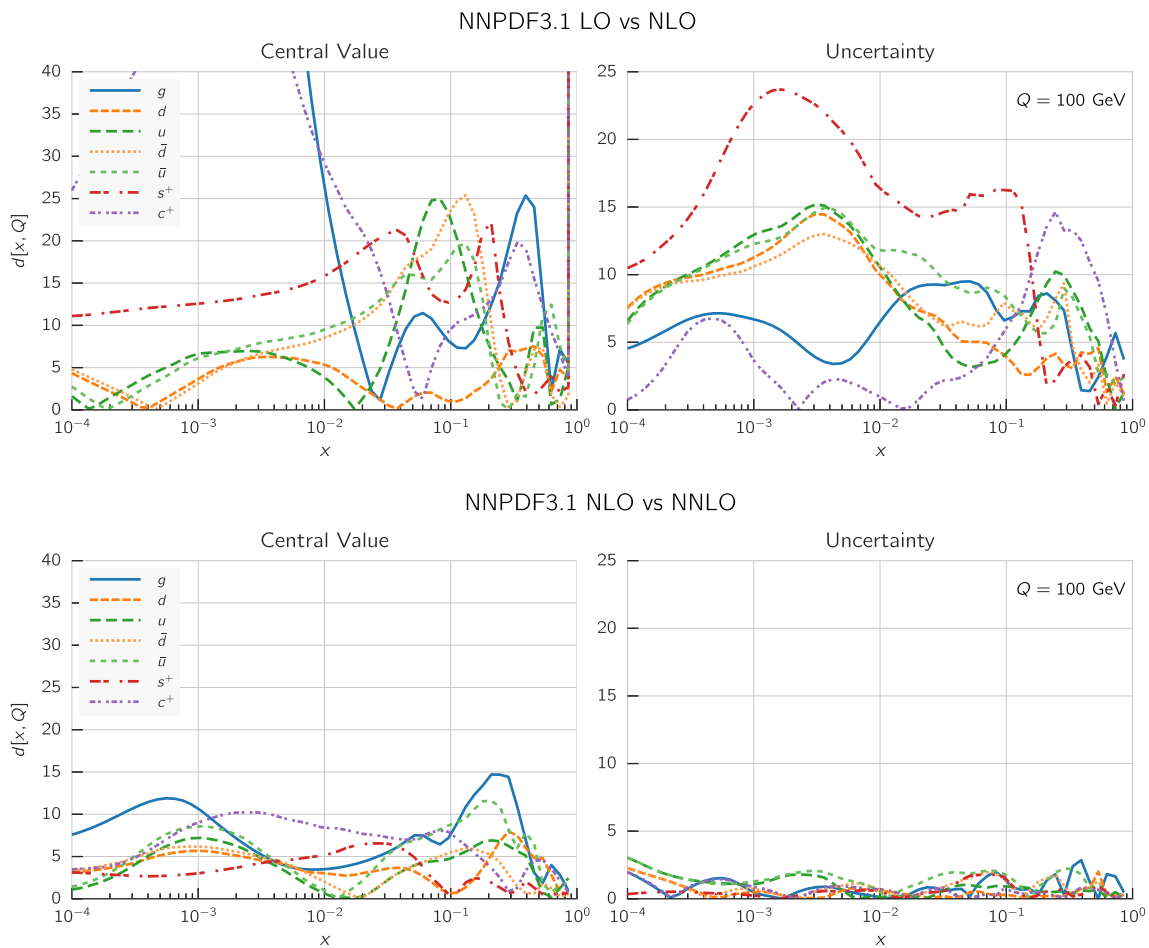 NNPDF3.1 LO vs NLO
Central Value
Uncertainty
d[x, Q]
40
35
30
25
20
15
10
5
0
g
d
u
d̄
ū
s⁺
c⁺
10⁻⁴ 10⁻³ 10⁻² 10⁻¹ 10⁰
x
25
20
15
10
5
0
Q = 100 GeV
10⁻⁴ 10⁻³ 10⁻² 10⁻¹ 10⁰
x
NNPDF3.1 NLO vs NNLO
Central Value
Uncertainty
d[x, Q]
40
35
30
25
20
15
10
5
0
g
d
u
d̄
ū
s⁺
c⁺
10⁻⁴ 10⁻³ 10⁻² 10⁻¹ 10⁰
x
25
20
15
10
5
0
Q = 100 GeV
10⁻⁴ 10⁻³ 10⁻² 10⁻¹ 10⁰
x